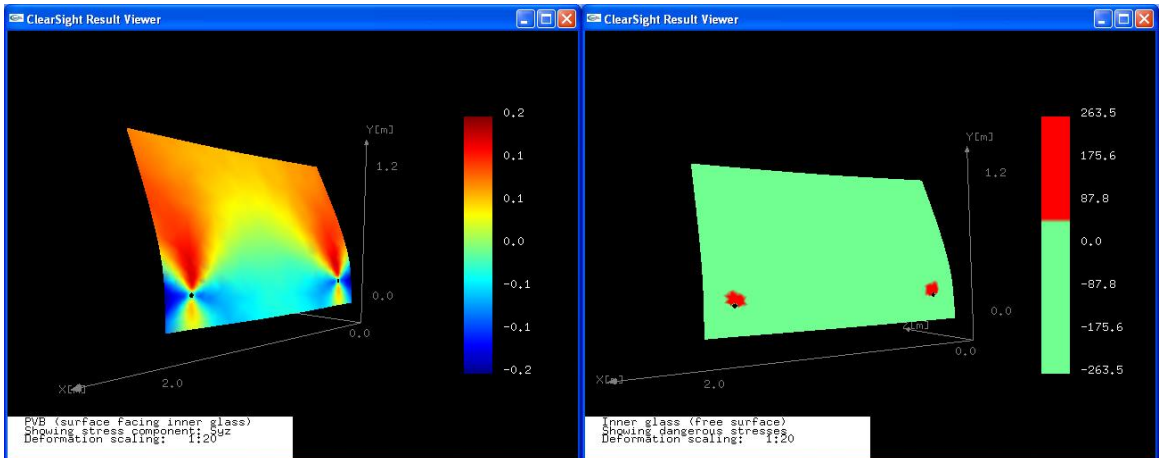 ClearSight Result Viewer
0.2
Y[m]
0.1
1.2
0.1
0.0
-0.1
0.0
-0.1
0.0
-0.2
X[m]
2.0
PVB (surface facing inner glass)
Showing stress component: Syz
Deformation scaling: 1:20
ClearSight Result Viewer
263.5
Y[m]
175.6
1.2
87.8
0.0
-87.8
0.0
-175.6
Z[m]
0.0
-263.5
X[m]
2.0
Inner glass (free surface)
Showing dangerous stresses
Deformation scaling: 1:20